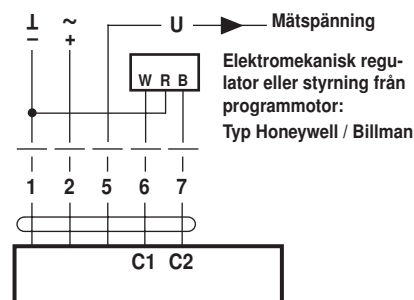 ⊥ ~ U Mätspänning
− +
Elektromekanisk regu-
lator eller styrning från
programmotor:
Typ Honeywell / Billman
W R B
1 2 5 6 7
C1 C2